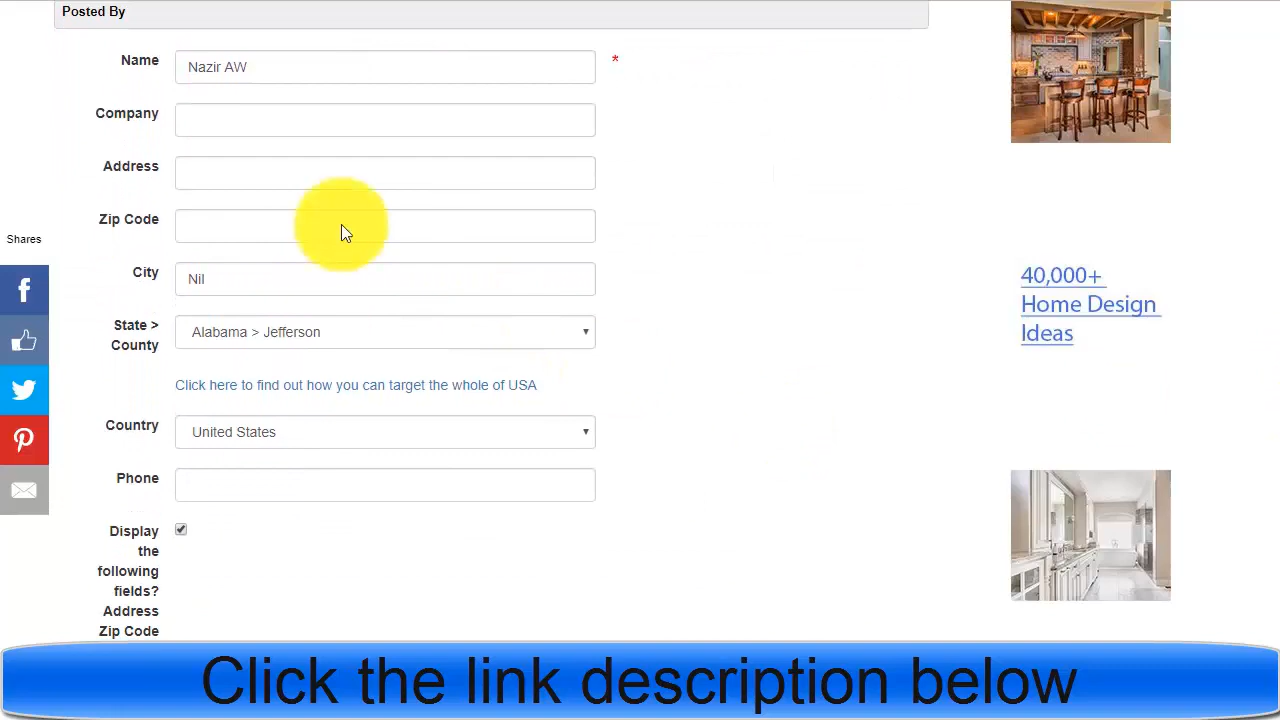 Posted By
Name
Nazir AW
*
Company
Address
Zip Code
Shares
City
Nil
State >
County
Alabama > Jefferson
Click here to find out how you can target the whole of USA
Country
United States
Phone
Display
the
following
fields?
Address
Zip Code
40,000+
Home Design
Ideas
Click the link description below